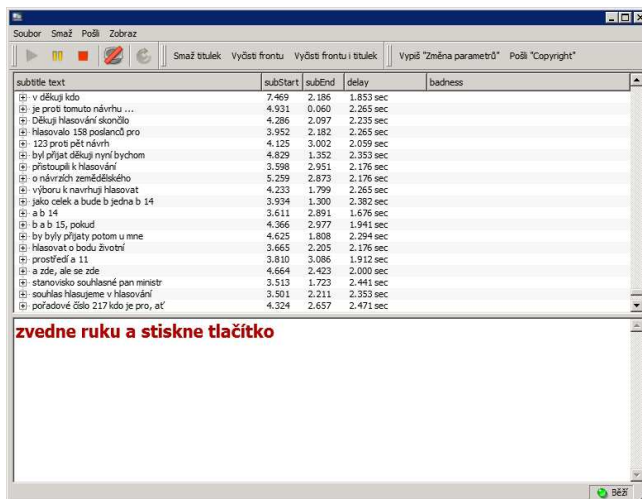 Soubor Smaž Pošli Zobraz
Smaž titulek Vyčisti frontu Vyčisti frontu i titulek Vypiš "Změna parametrů" Pošli "Copyright"
subtitle text subStart subEnd delay badness
v děkuji kdo 7.469 2.186 1.853 sec
je proti tomuto návrhu ... 4.931 0.060 2.265 sec
Děkuji hlasování skončilo 4.286 2.097 2.235 sec
hlasovalo 158 poslanců pro 3.952 2.182 2.265 sec
123 proti pět návrh 4.125 3.002 2.059 sec
byl přijat děkuji nyní bychom 4.829 1.352 2.353 sec
přistoupili k hlasování 3.598 2.951 2.176 sec
o návrzích zemědělského 5.259 2.873 2.176 sec
výboru k navrhuji hlasovat 4.233 1.799 2.265 sec
jako celek a bude b jedna b 14 3.934 1.300 2.382 sec
a b 14 3.611 2.891 1.676 sec
b a b 15, pokud 4.366 2.977 1.941 sec
by byly přijaty potom u mne 4.625 1.808 2.294 sec
hlasovat o bodu životní 3.665 2.205 2.176 sec
prostředí a 11 3.810 3.086 1.912 sec
a zde, ale se zde 4.664 2.423 2.000 sec
stanovisko souhlasné pan ministr 3.513 1.723 2.441 sec
souhlas hlasujeme v hlasování 3.501 2.211 2.353 sec
pořadové číslo 217 kdo je pro, ať 4.324 2.657 2.471 sec
zvedne ruku a stiskne tlačítko
Běží